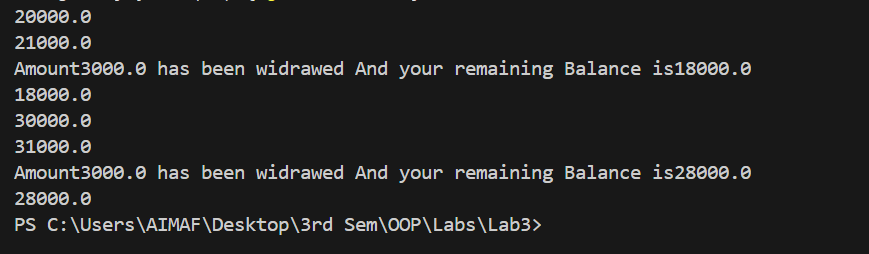 20000.0
21000.0
Amount3000.0 has been widrawed And your remaining Balance is18000.0
18000.0
30000.0
31000.0
Amount3000.0 has been widrawed And your remaining Balance is28000.0
28000.0
PS C:\Users\AIMAF\Desktop\3rd Sem\OOP\Labs\Lab3>